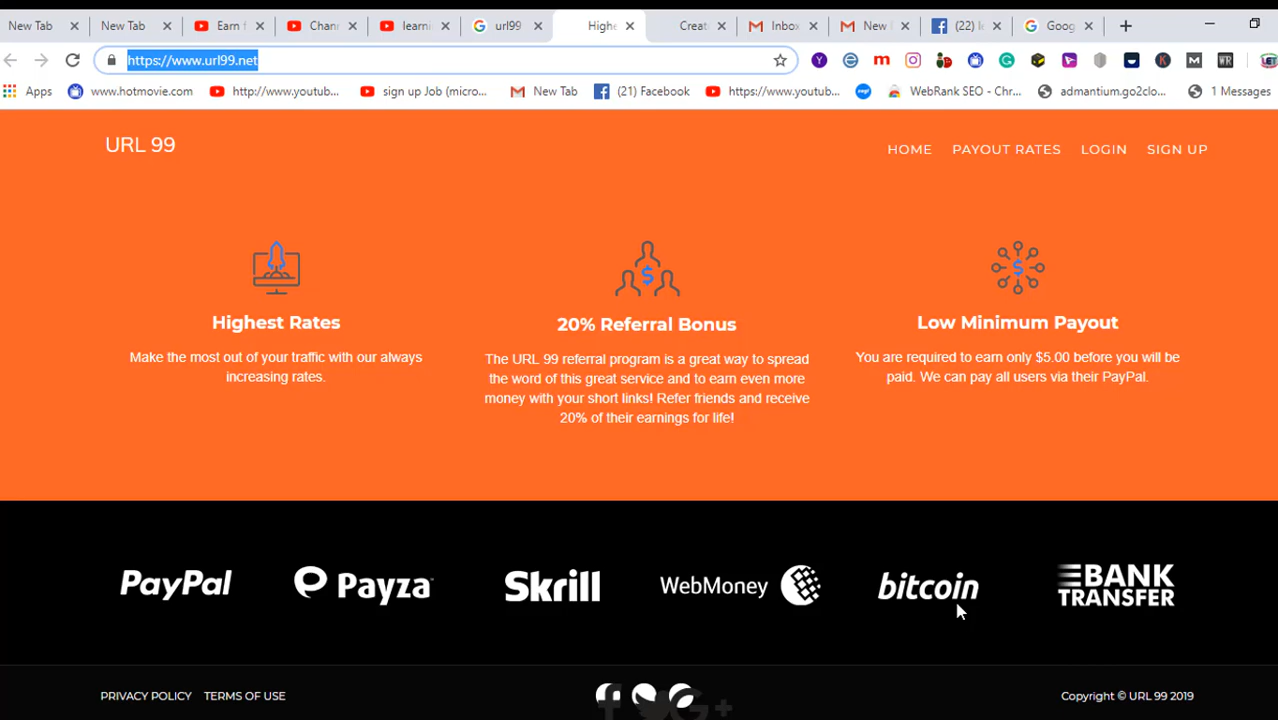 New Tab
New Tab
Earn f
Chann
learni
url99
Highe
Create
Inbox
New
(22)
Goog
https://www.url99.net
Apps
www.hotmovie.com
http://www.youtub...
sign up Job (micro...
New Tab
(21) Facebook
https://www.youtub...
WebRank SEO - Chr...
admantium.go2clo...
1 Messages
URL 99
HOME PAYOUT RATES LOGIN SIGN UP
Highest Rates
Make the most out of your traffic with our always
increasing rates.
20% Referral Bonus
The URL 99 referral program is a great way to spread
the word of this great service and to earn even more
money with your short links! Refer friends and receive
20% of their earnings for life!
Low Minimum Payout
You are required to earn only $5.00 before you will be
paid. We can pay all users via their PayPal.
PayPal
Payza
Skrill
WebMoney
bitcoin
BANK
TRANSFER
PRIVACY POLICY TERMS OF USE
Copyright © URL 99 2019